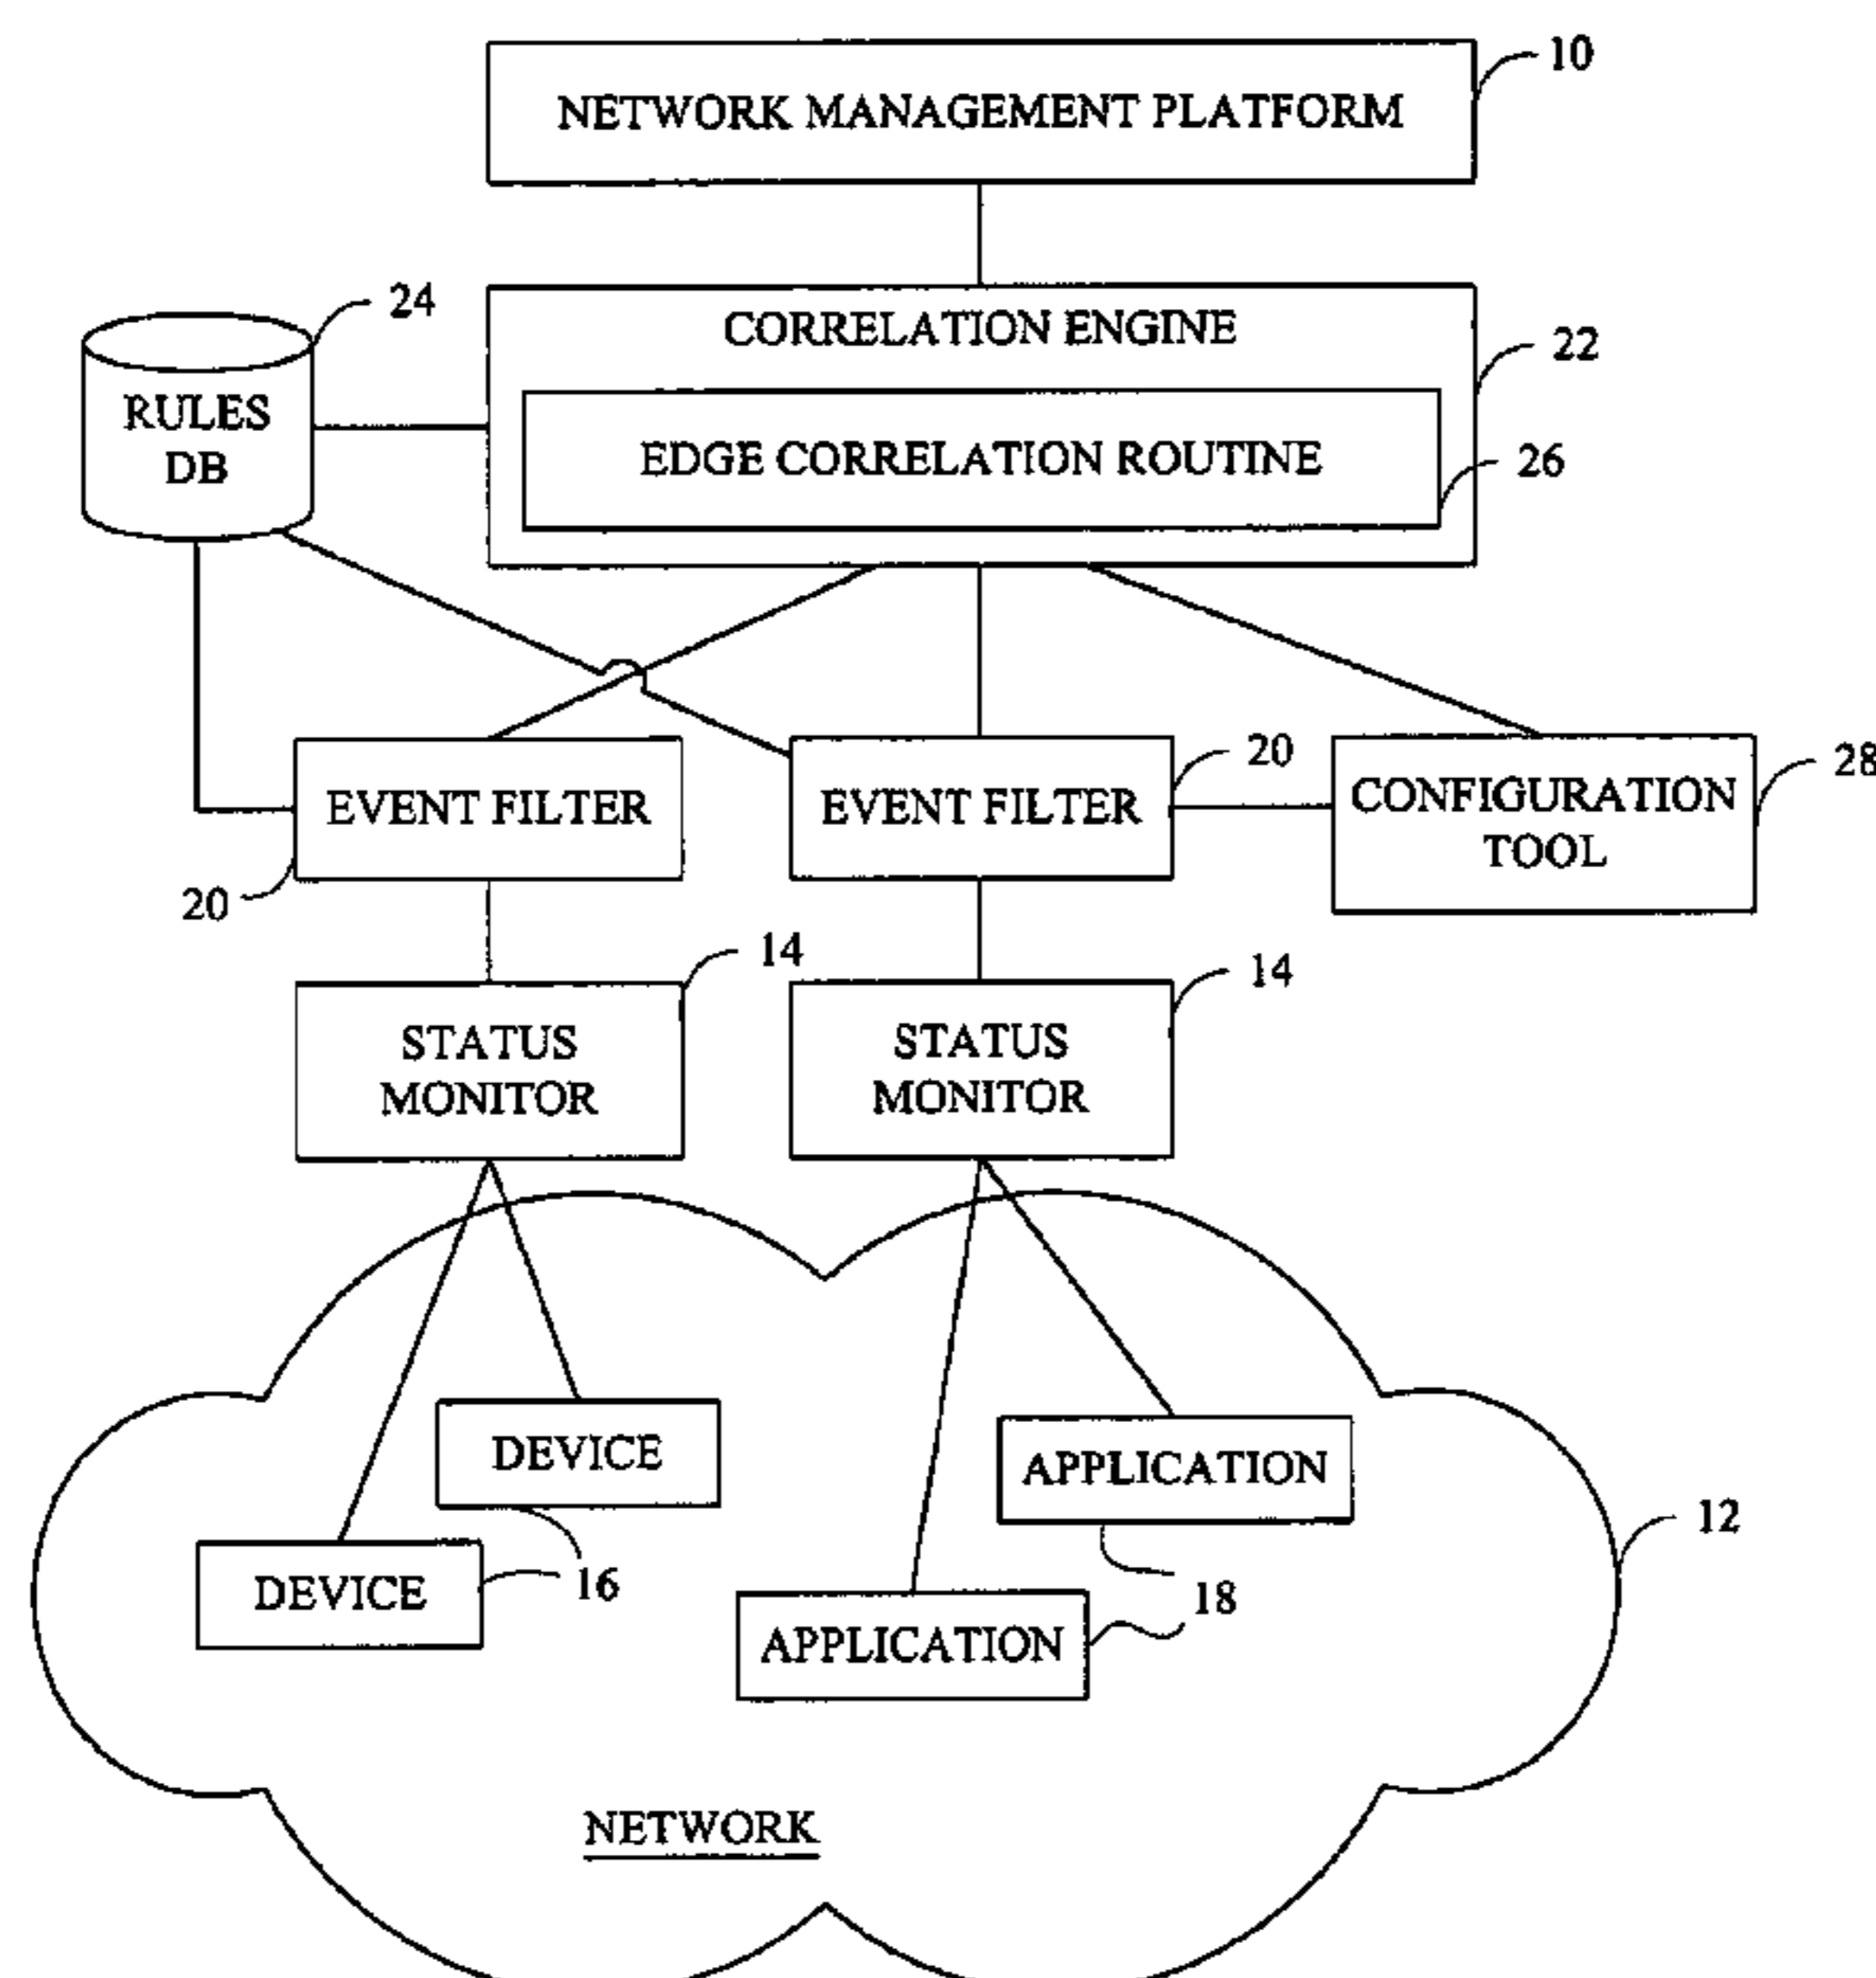 10
NETWORK MANAGEMENT PLATFORM
24
CORRELATION ENGINE
22
RULES
DB
EDGE CORRELATION ROUTINE
26
20
28
EVENT FILTER
EVENT FILTER
CONFIGURATION
TOOL
20
14
14
STATUS
MONITOR
STATUS
MONITOR
DEVICE
APPLICATION
12
DEVICE
16
18
APPLICATION
NETWORK